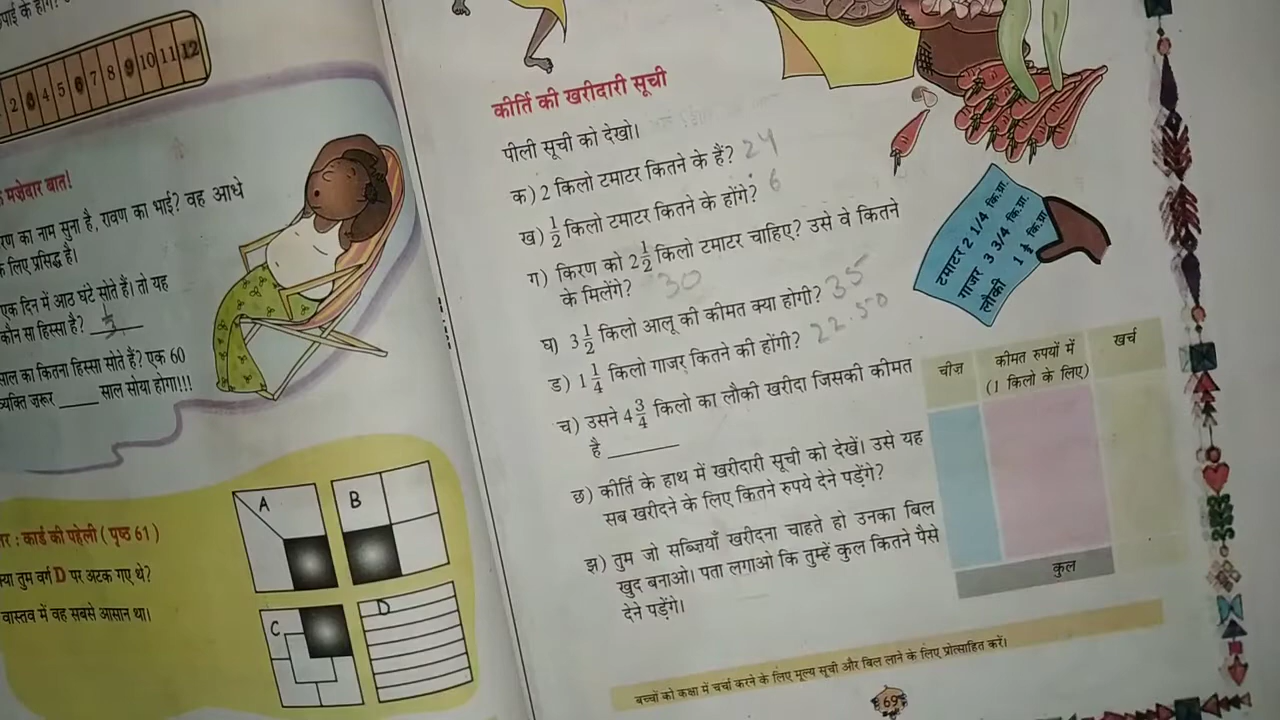 2 3 4 5 6 7 8 9 10 11 12
मज़ेदार बात!
नाम सुना है, रावण का भाई? वह आधे
लिए प्रसिद्ध है।
एक दिन में आठ घंटे सोते हैं। तो यह
कौन सा हिस्सा है?
साल का कितना हिस्सा सोते हैं? एक 60
व्यक्ति ज़रूर ____ साल सोया होगा!!!
A
B
C
D
: कार्ड की पहेली (पृष्ठ 61)
तुम वर्ग D पर अटक गए थे?
वास्तव में वह सबसे आसान था।
कीर्ति की खरीदारी सूची
पीली सूची को देखो।
क) 2 किलो टमाटर कितने के हैं? 24
ख) 1/2 किलो टमाटर कितने के होंगे? 6
ग) किरण को 2 1/2 किलो टमाटर चाहिए? उसे वे कितने
के मिलेंगे? 30
घ) 3 1/2 किलो आलू की कीमत क्या होगी? 35
ड) 1 1/4 किलो गाजर कितने की होंगी? 22.50
च) उसने 4 3/4 किलो का लौकी खरीदा जिसकी कीमत
है ________
छ) कीर्ति के हाथ में खरीदारी सूची को देखें। उसे यह
सब खरीदने के लिए कितने रुपये देने पड़ेंगे?
झ) तुम जो सब्ज़ियाँ खरीदना चाहते हो उनका बिल
खुद बनाओ। पता लगाओ कि तुम्हें कुल कितने पैसे
देने पड़ेंगे।
टमाटर 2 1/4 कि.ग्रा.
गाजर 3 3/4 कि.ग्रा.
लौकी 1 कि.ग्रा.
चीज़ कीमत रुपयों में खर्च
(1 किलो के लिए)
कुल
बच्चों को कक्षा में चर्चा करने के लिए मूल्य सूची और बिल लाने के लिए प्रोत्साहित करें।
69